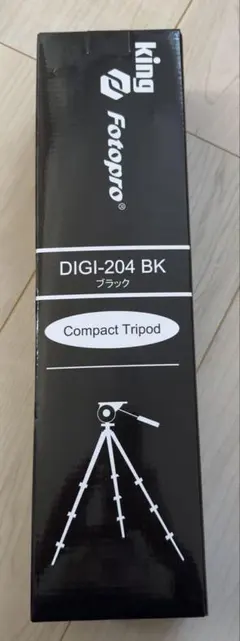 king
Fotopro®
DIGI-204 BK
ブラック
Compact Tripod